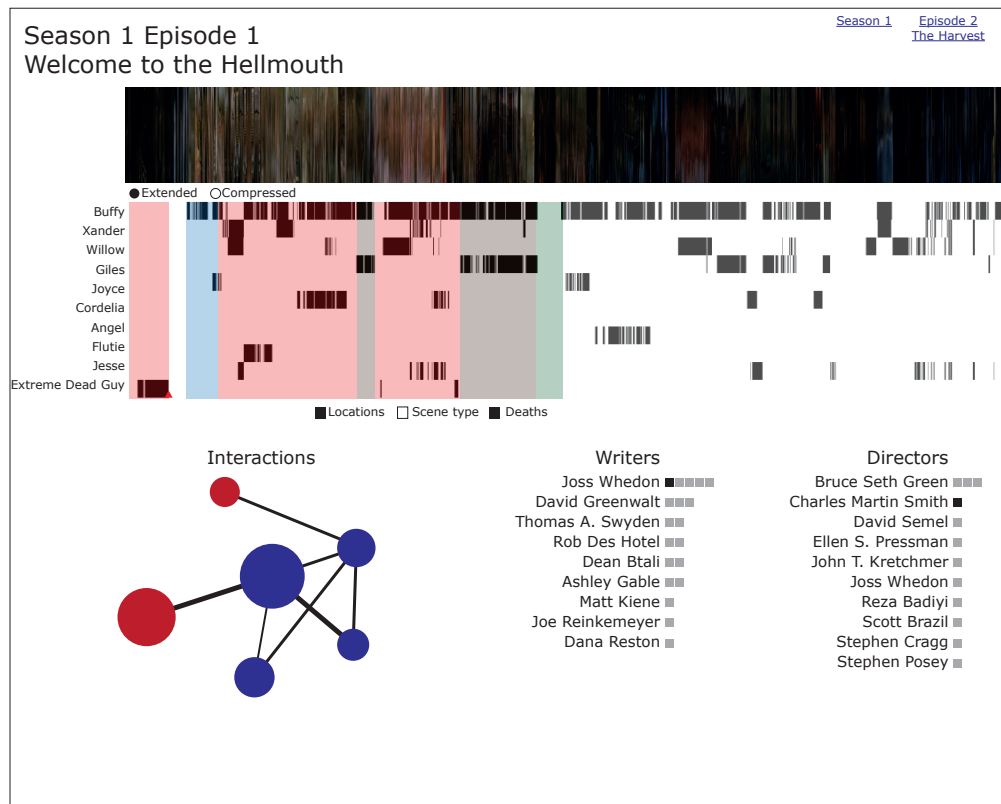 Season 1 Episode 1
Welcome to the Hellmouth
Season 1
Episode 2
The Harvest
Extended
Compressed
Buffy
Xander
Willow
Giles
Joyce
Cordelia
Angel
Flutie
Jesse
Extreme Dead Guy
Locations
Scene type
Deaths
Interactions
Writers
Joss Whedon
David Greenwalt
Thomas A. Swyden
Rob Des Hotel
Dean Btali
Ashley Gable
Matt Kiene
Joe Reinkemeyer
Dana Reston
Directors
Bruce Seth Green
Charles Martin Smith
David Semel
Ellen S. Pressman
John T. Kretchmer
Joss Whedon
Reza Badiyi
Scott Brazil
Stephen Cragg
Stephen Posey